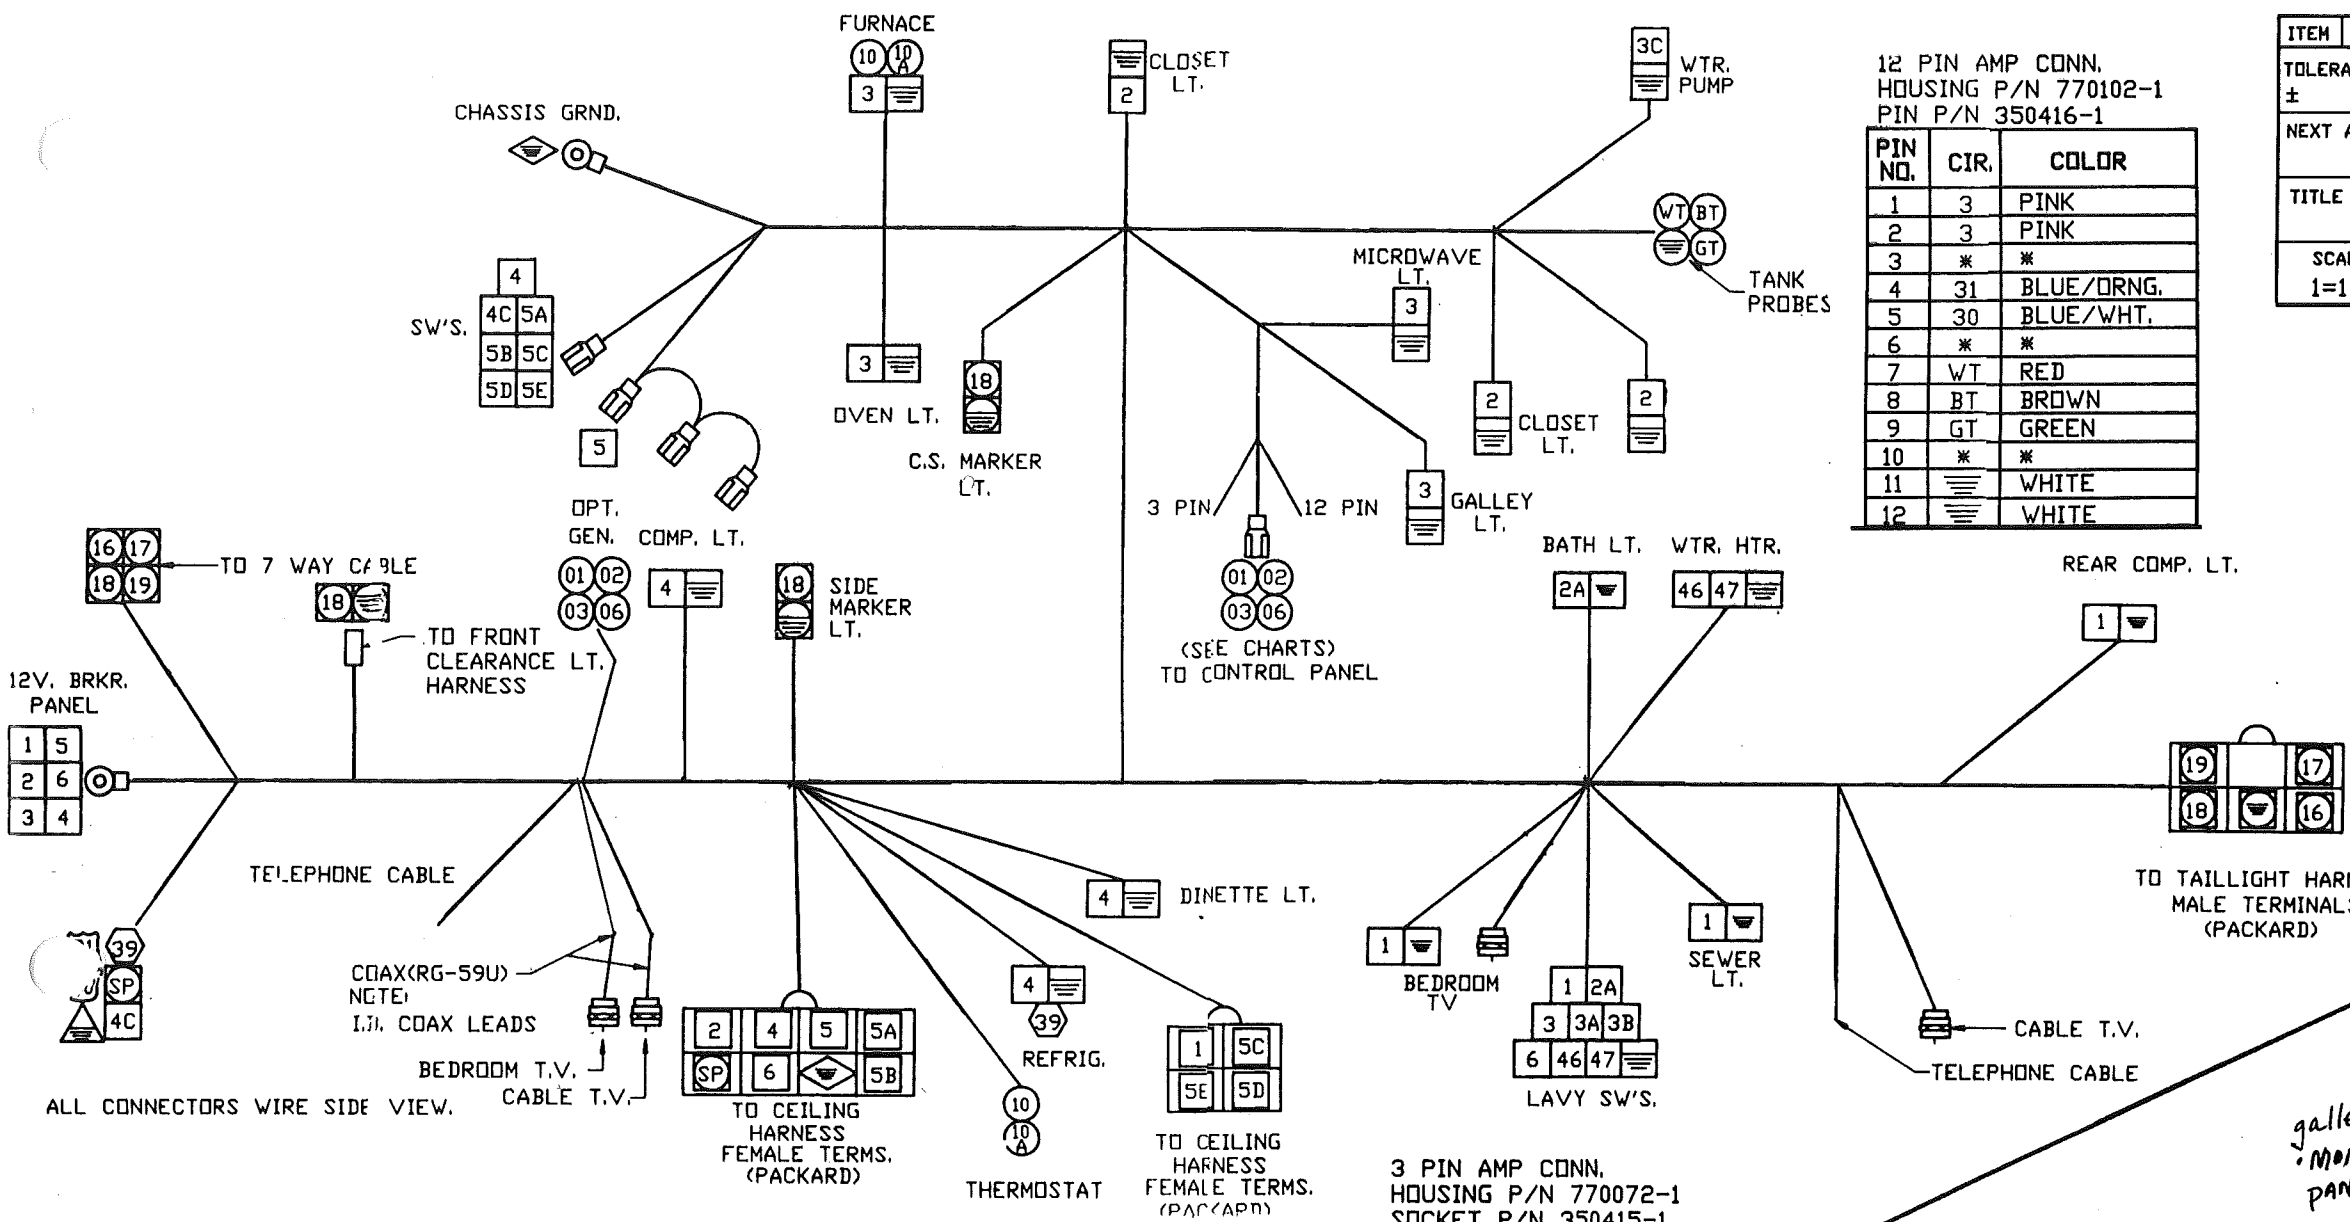 FURNACE
10 10A
3
CLOSET
LT.
2
3C
WTR.
PUMP
CHASSIS GRND.
12 PIN AMP CONN.
HOUSING P/N 770102-1
PIN P/N 350416-1
PIN NO. CIR. COLOR
1 3 PINK
2 3 PINK
3 * *
4 31 BLUE/ORNG.
5 30 BLUE/WHT.
6 * *
7 WT RED
8 BT BROWN
9 GT GREEN
10 * *
11 WHITE
12 WHITE
ITEM
±
TITLE
1=1
WT BT
GT
TANK
PROBES
MICROWAVE
LT.
3
4
4C 5A
5B 5C
5D 5E
SW'S.
5
3
OVEN LT.
18
C.S. MARKER
LT.
2
CLOSET
LT.
2
3
GALLEY
LT.
3 PIN
12 PIN
01 02
03 06
(SEE CHARTS)
TO CONTROL PANEL
OPT.
GEN.
01 02
03 06
COMP. LT.
4
16 17
18 19
TO 7 WAY CABLE
18
TO FRONT
CLEARANCE LT.
HARNESS
18
SIDE
MARKER
LT.
BATH LT.
2A
WTR. HTR.
46 47
REAR COMP. LT.
1
12V. BRKR.
PANEL
1 5
2 6
3 4
19 17
18 16
TO TAILLIGHT
MALE
(PACKARD)
TELEPHONE CABLE
39
SP
4C
COAX(RG-59U)
NOTE:
I.D. COAX LEADS
BEDROOM T.V.
CABLE T.V.
ALL CONNECTORS WIRE SIDE VIEW.
2 4 5 5A
SP 6 5B
TO CEILING
HARNESS
FEMALE TERMS.
(PACKARD)
4
DINETTE LT.
4
39
REFRIG.
10
10A
THERMOSTAT
1 5C
5E 5D
TO CEILING
HARNESS
FEMALE TERMS.
(PACKARD)
1
BEDROOM
TV
1 2A
3 3A 3B
6 46 47
LAVY SW'S.
1
SEWER
LT.
CABLE T.V.
TELEPHONE CABLE
3 PIN AMP CONN.
HOUSING P/N 770072-1
SOCKET P/N 350415-1